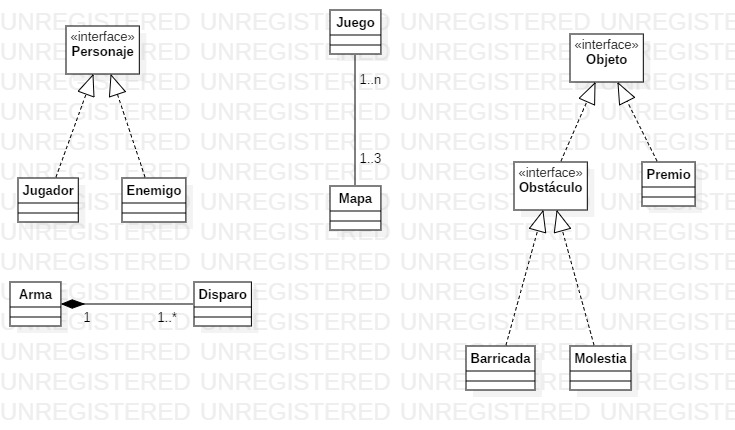 «interface»
Personaje
Jugador
Enemigo
Juego
1..n
1..3
Mapa
«interface»
Objeto
«interface»
Obstáculo
Premio
Barricada
Molestia
Arma
1
1..*
Disparo
UNREGISTERED UNREGISTERED UNREGISTERED UNREGISTERED